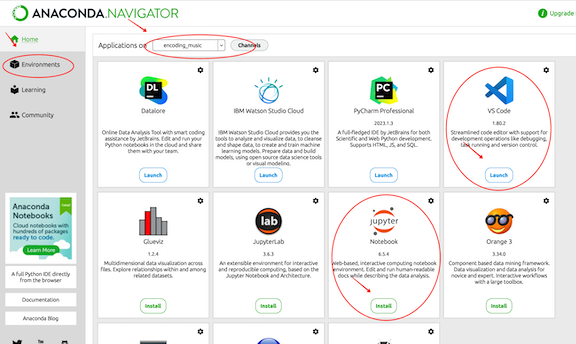 ANACONDA.NAVIGATOR
Upgrade
Home
Environments
Learning
Community
Applications on
encoding_music
Channels
DL
Datalore
Online Data Analysis Tool with smart coding
assistance by JetBrains. Edit and run your
Python notebooks in the cloud and share
them with your team.
Launch
IBM Watson Studio Cloud
IBM Watson Studio Cloud provides you the
tools to analyze and visualize data, to cleanse
and shape data, to create and train machine
learning models. Prepare data and build
models, using open source data science tools
or visual modeling.
Launch
PC
PyCharm Professional
2023.1.3
A full-fledged IDE by JetBrains for both
Scientific and Web Python development.
Supports HTML, JS, and SQL.
Launch
VS Code
1.80.2
Streamlined code editor with support for
development operations like debugging,
task running and version control.
Launch
Glueviz
1.2.4
Multidimensional data visualization across
files. Explore relationships within and among
related datasets.
Install
lab
JupyterLab
3.6.3
An extensible environment for interactive
and reproducible computing, based on the
Jupyter Notebook and Architecture.
Install
jupyter
Notebook
6.5.4
Web-based, interactive computing notebook
environment. Edit and run human-readable
docs while describing the data analysis.
Install
Orange 3
3.34.0
Component based data mining framework.
Data visualization and data analysis for
novice and expert. Interactive workflows
with a large toolbox.
Install
Anaconda
Notebooks
Cloud notebooks with
hundreds of packages
ready to code.
Learn More
A full Python IDE directly
from the browser
Documentation
Anaconda Blog